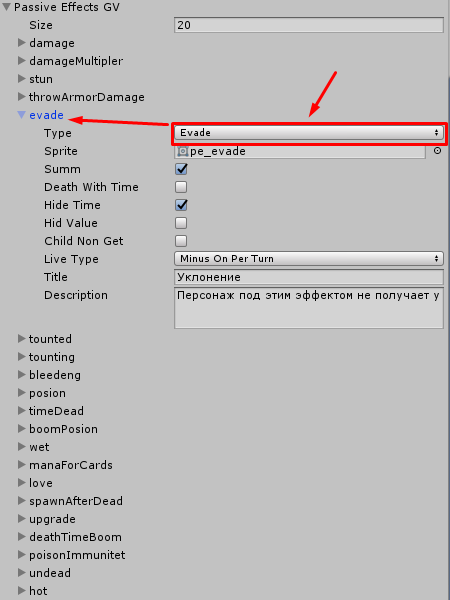 Passive Effects GV
Size 20
damage
damageMultipler
stun
throwArmorDamage
evade
Type Evade
Sprite pe_evade
Summ
Death With Time
Hide Time
Hid Value
Child Non Get
Live Type Minus On Per Turn
Title Уклонение
Description Персонаж под этим эффектом не получает у
tounted
tounting
bleedeng
posion
timeDead
boomPosion
wet
manaForCards
love
spawnAfterDead
upgrade
deathTimeBoom
poisonImmunitet
undead
hot